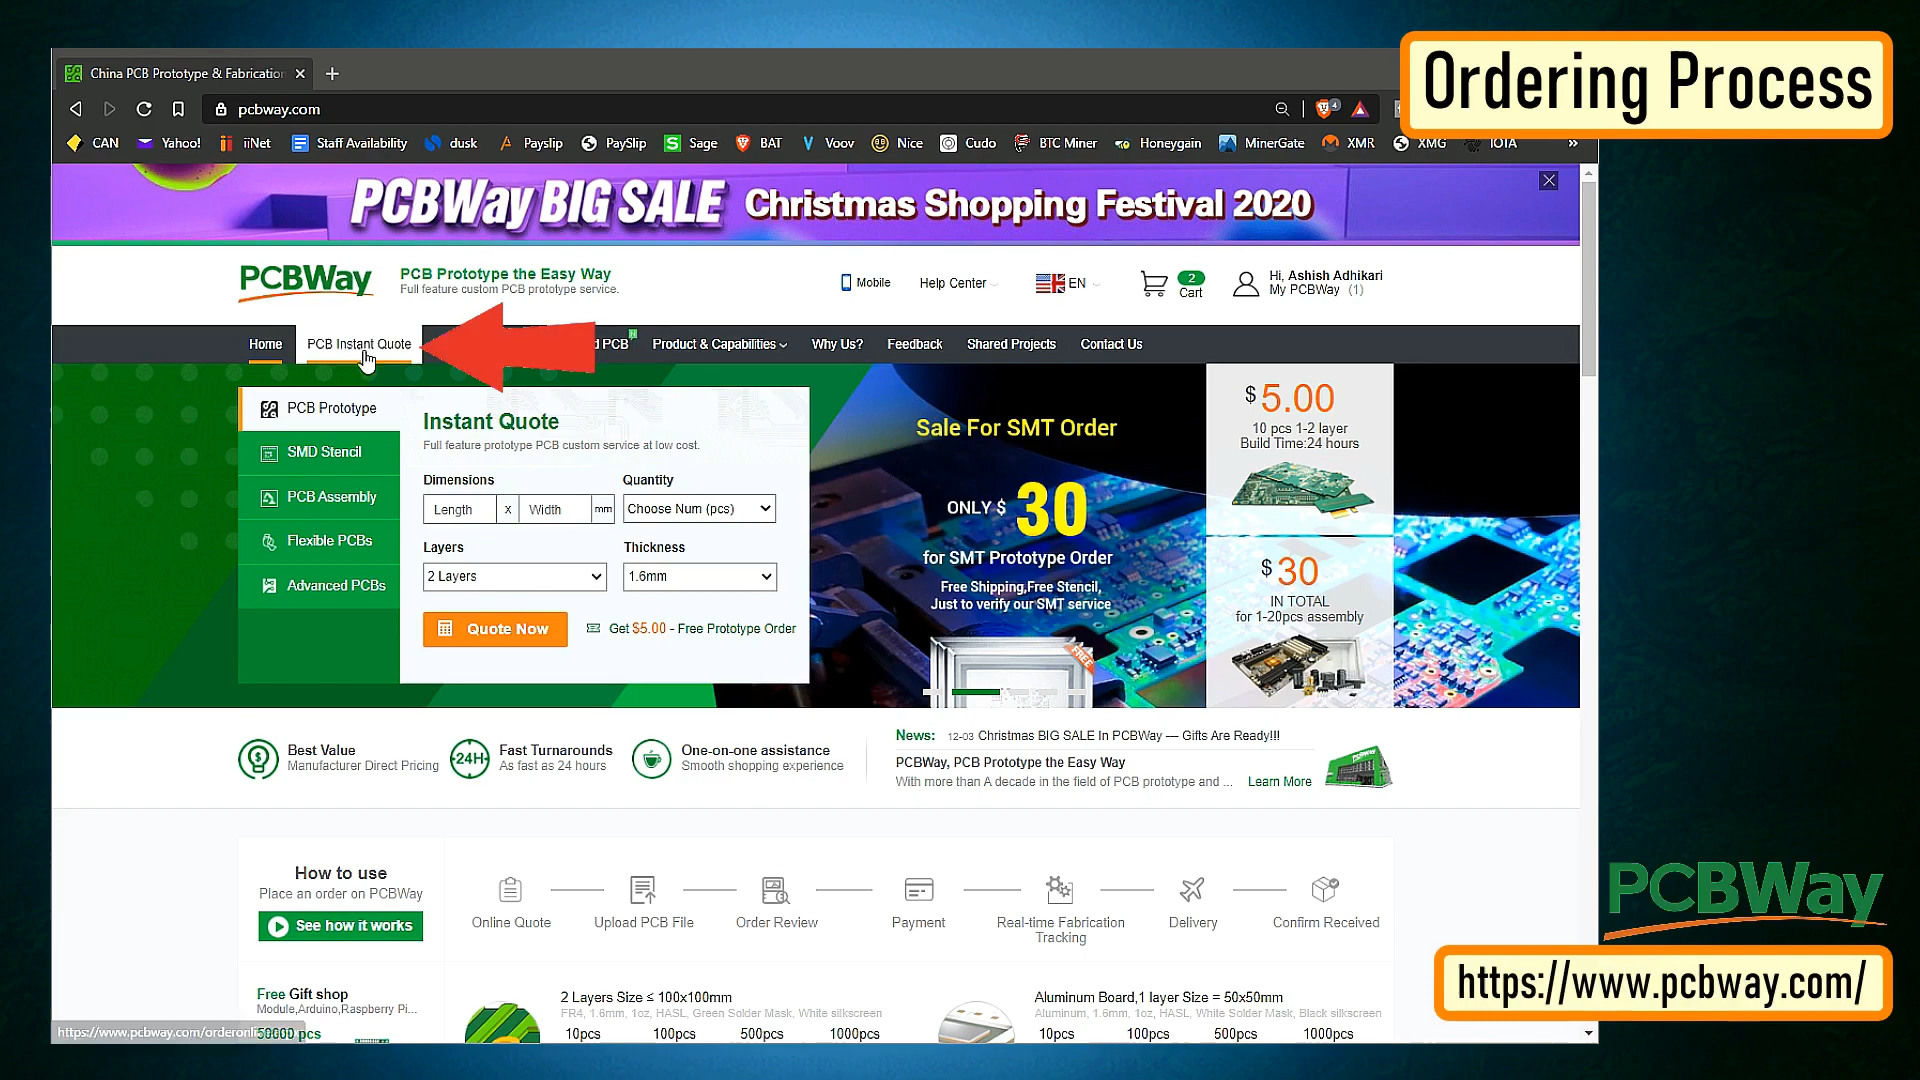 Ordering Process
China PCB Prototype & Fabrication
pcbway.com
4
CAN
Yahoo!
iiNet
Staff Availability
dusk
Payslip
PaySlip
Sage
BAT
Voov
Nice
Cudo
BTC Miner
Honeygain
MinerGate
XMR
XMG
IOTA
PCBWay BIG SALE Christmas Shopping Festival 2020
PCBWay
PCB Prototype the Easy Way
Full feature custom PCB prototype service.
Mobile
Help Center
EN
2
Cart
Hi, Ashish Adhikari
My PCBWay (1)
Home
PCB Instant Quote
PCB
Product & Capabilities
Why Us?
Feedback
Shared Projects
Contact Us
PCB Prototype
SMD Stencil
PCB Assembly
Flexible PCBs
Advanced PCBs
Instant Quote
Full feature prototype PCB custom service at low cost.
Dimensions
Quantity
Length x Width mm
Choose Num (pcs)
Layers
Thickness
2 Layers
1.6mm
Quote Now
Get $5.00 - Free Prototype Order
Sale For SMT Order
ONLY $ 30
for SMT Prototype Order
Free Shipping,Free Stencil,
Just to verify our SMT service
FREE
$ 5.00
10 pcs 1-2 layer
Build Time:24 hours
$ 30
IN TOTAL
for 1-20pcs assembly
Best Value
Manufacturer Direct Pricing
24H
Fast Turnarounds
As fast as 24 hours
One-on-one assistance
Smooth shopping experience
News: 12-03 Christmas BIG SALE In PCBWay — Gifts Are Ready!!!
PCBWay, PCB Prototype the Easy Way
With more than A decade in the field of PCB prototype and ... Learn More
How to use
Place an order on PCBWay
See how it works
Online Quote
Upload PCB File
Order Review
Payment
Real-time Fabrication
Tracking
Delivery
Confirm Received
Free Gift shop
Module,Arduino,Raspberry Pi...
50000 pcs
2 Layers Size ≤ 100x100mm
FR4, 1.6mm, 1oz, HASL, Green Solder Mask, White silkscreen
10pcs 100pcs 500pcs 1000pcs
Aluminum Board,1 layer Size = 50x50mm
Aluminum, 1.6mm, 1oz, HASL, White Solder Mask, Black silkscreen
10pcs 100pcs 500pcs 1000pcs
PCBWay
https://www.pcbway.com/